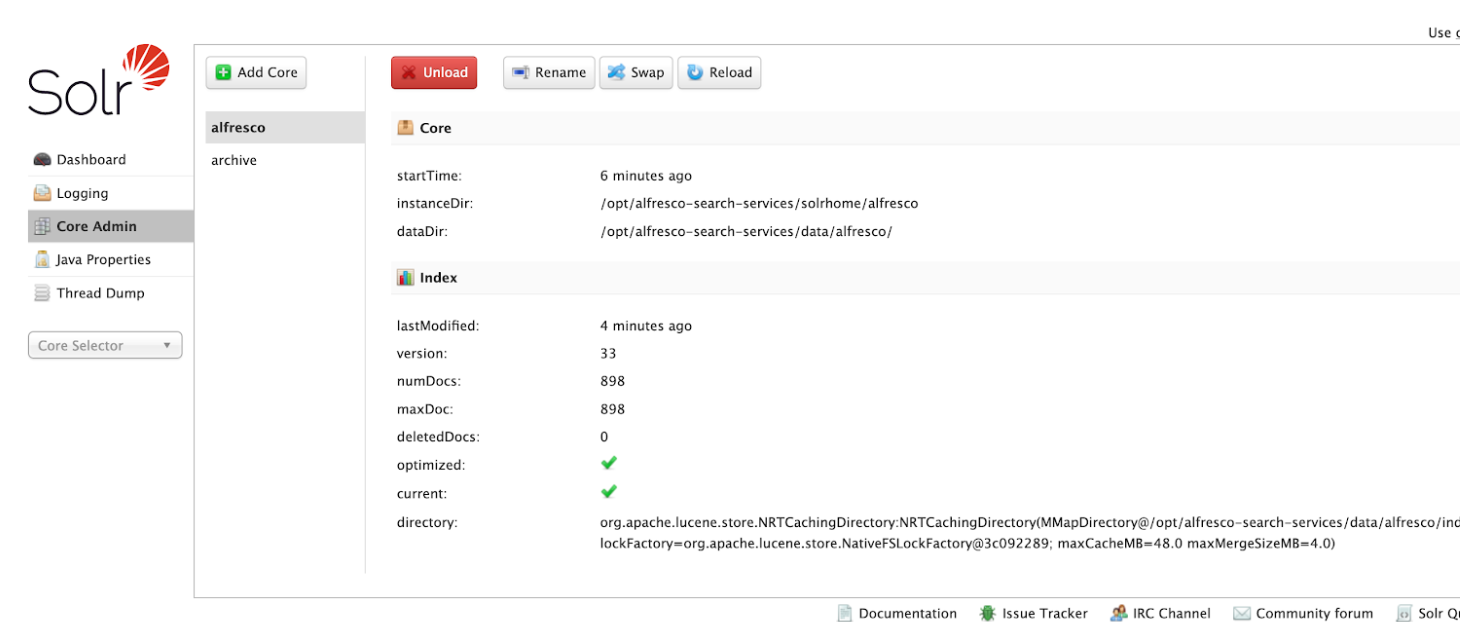 Use
Solr
Add Core
Unload
Rename
Swap
Reload
alfresco
archive
Dashboard
Logging
Core Admin
Java Properties
Thread Dump
Core Selector
Core
startTime: 6 minutes ago
instanceDir: /opt/alfresco-search-services/solrhome/alfresco
dataDir: /opt/alfresco-search-services/data/alfresco/
Index
lastModified: 4 minutes ago
version: 33
numDocs: 898
maxDoc: 898
deletedDocs: 0
optimized:
current:
directory: org.apache.lucene.store.NRTCachingDirectory:NRTCachingDirectory(MMapDirectory@/opt/alfresco-search-services/data/alfresco/ind
lockFactory=org.apache.lucene.store.NativeFSLockFactory@3c092289; maxCacheMB=48.0 maxMergeSizeMB=4.0)
Documentation
Issue Tracker
IRC Channel
Community forum
Solr